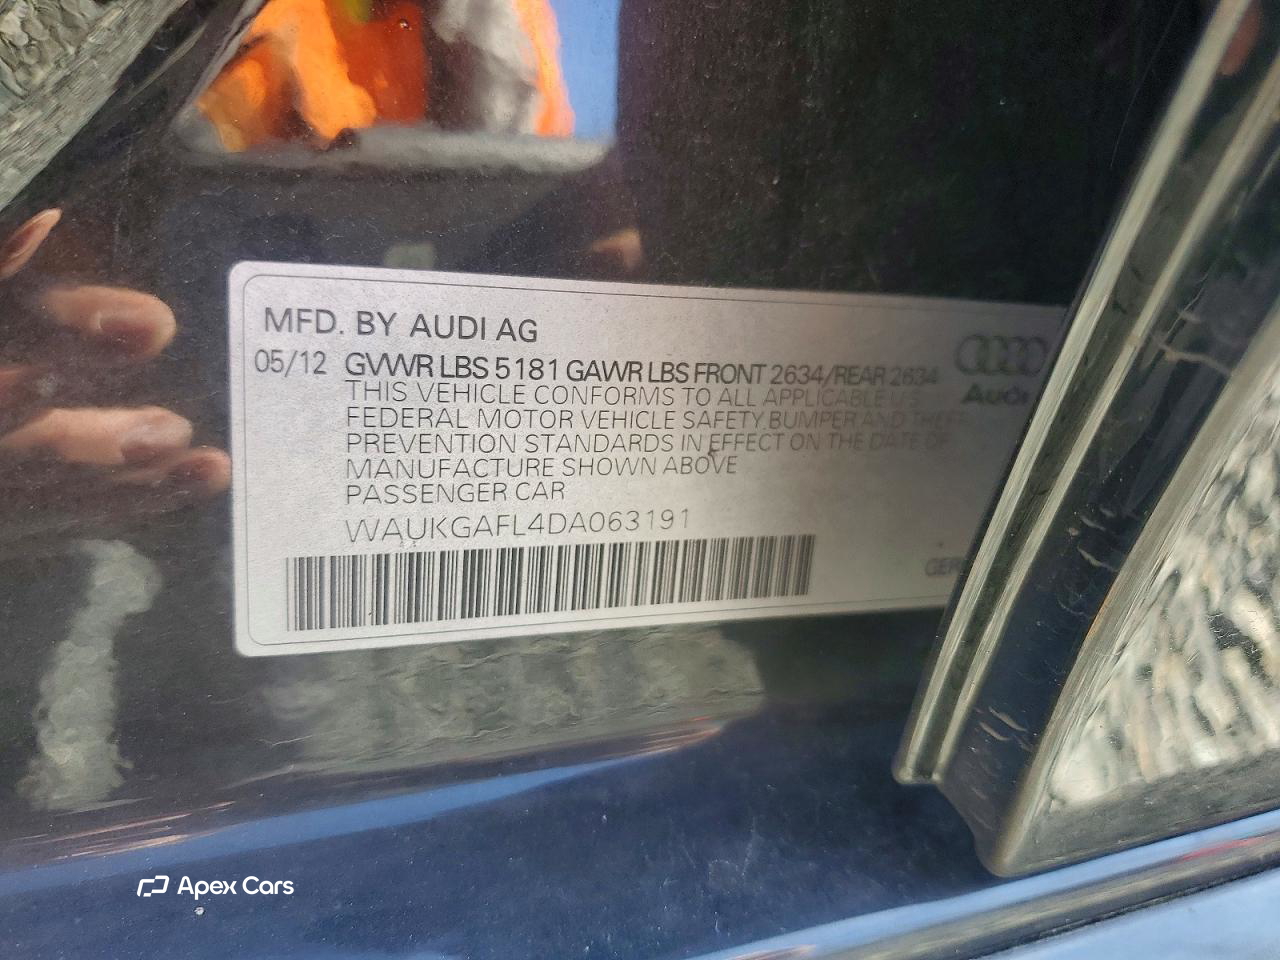 MFD. BY AUDI AG
05/12 GVWR LBS 5181 GAWR LBS FRONT 2634/REAR 2634
THIS VEHICLE CONFORMS TO ALL APPLICABLE U.S.
FEDERAL MOTOR VEHICLE SAFETY, BUMPER AND THEFT
PREVENTION STANDARDS IN EFFECT ON THE DATE OF
MANUFACTURE SHOWN ABOVE
PASSENGER CAR
WAUKGAFL4DA063191
Audi
Apex Cars